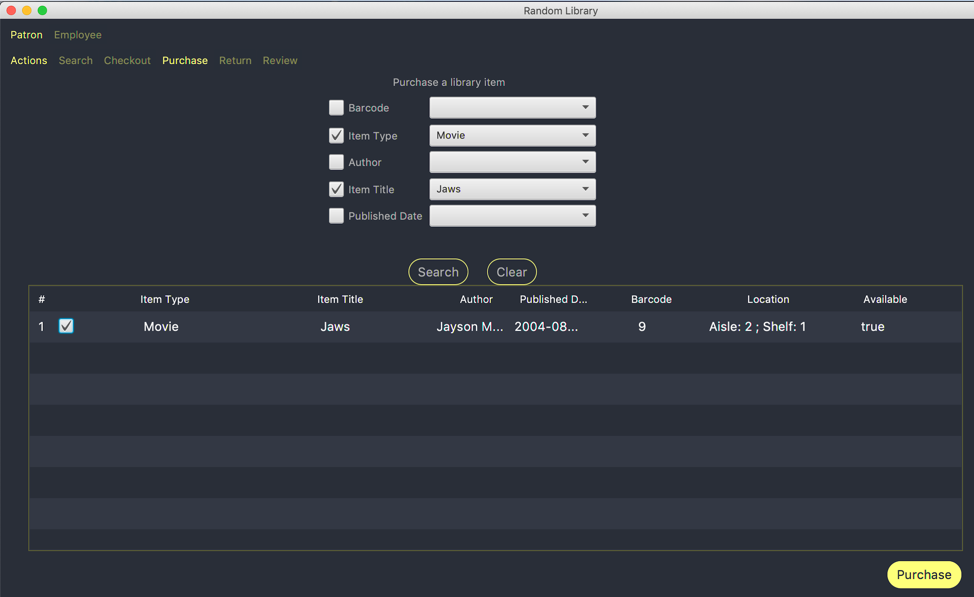 Random Library
Patron Employee
Actions Search Checkout Purchase Return Review
Purchase a library item
Barcode
Item Type Movie
Author
Item Title Jaws
Published Date
Search Clear
# Item Type Item Title Author Published D... Barcode Location Available
1 Movie Jaws Jayson M... 2004-08... 9 Aisle: 2 ; Shelf: 1 true
Purchase